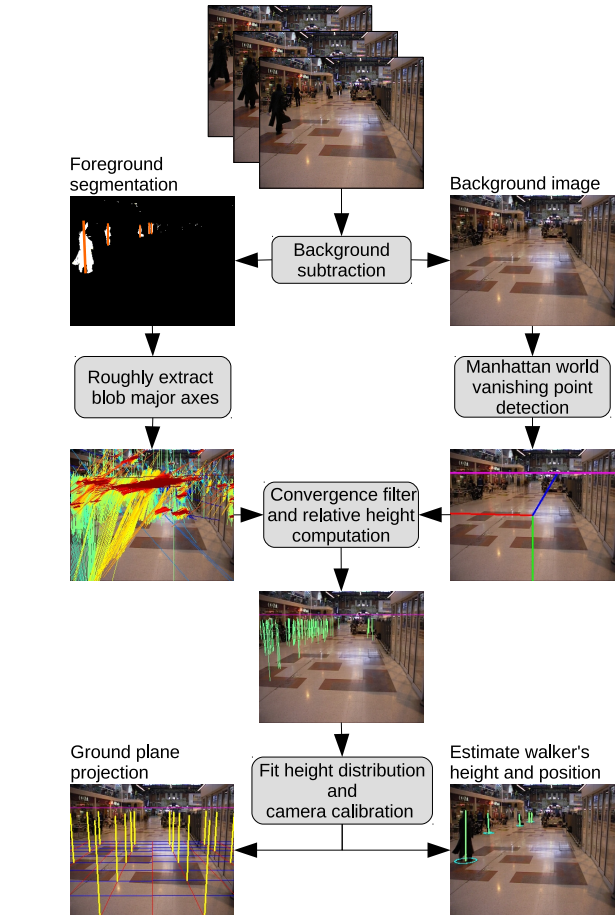 Foreground
segmentation
Background image
Background
subtraction
Roughly extract
blob major axes
Manhattan world
vanishing point
detection
Convergence filter
and relative height
computation
Ground plane
projection
Fit height distribution
and
camera calibration
Estimate walker's
height and position